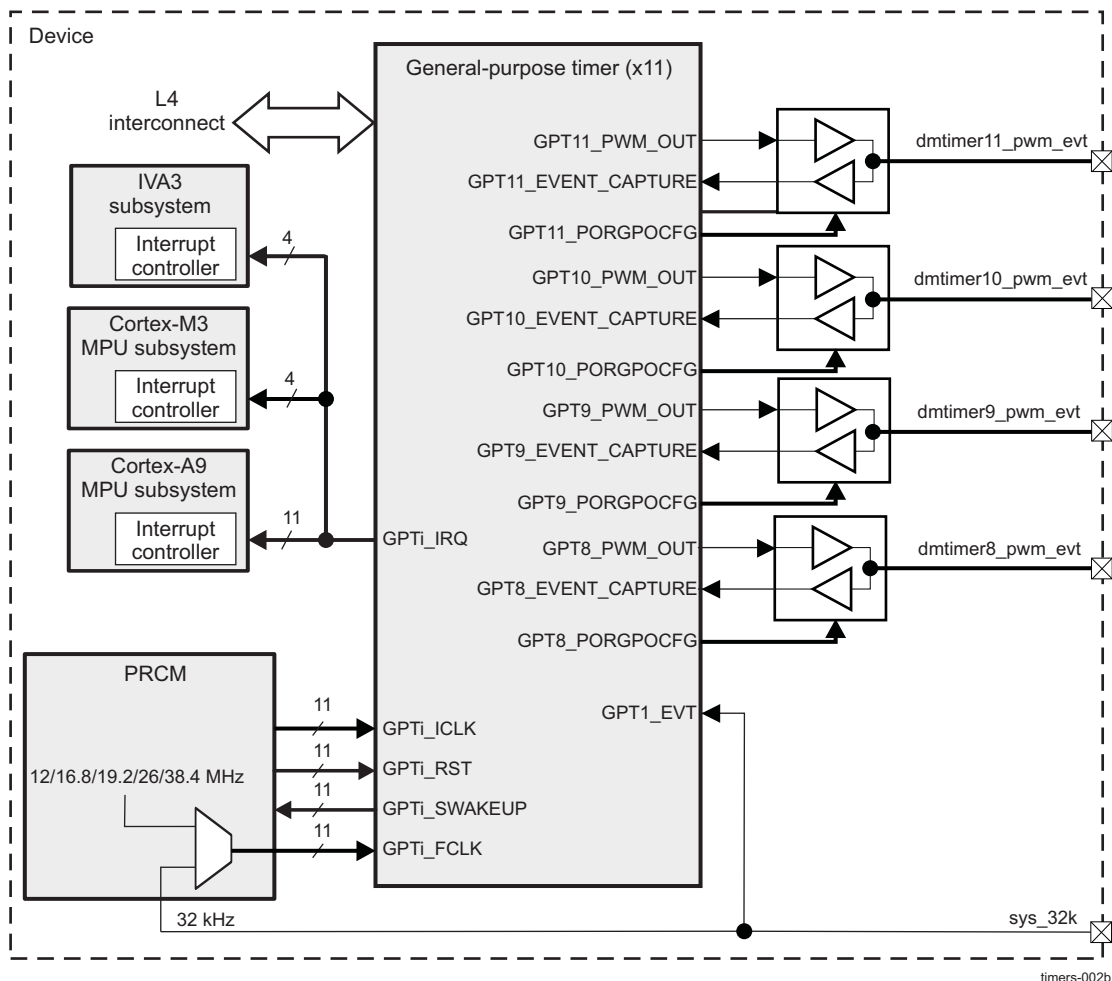 Device
General-purpose timer (x11)
L4
interconnect
IVA3
subsystem
Interrupt
controller
4
Cortex-M3
MPU subsystem
Interrupt
controller
4
Cortex-A9
MPU subsystem
Interrupt
controller
11
GPTi_IRQ
GPT11_PWM_OUT
GPT11_EVENT_CAPTURE
GPT11_PORGPOCFG
dmtimer11_pwm_evt
GPT10_PWM_OUT
GPT10_EVENT_CAPTURE
GPT10_PORGPOCFG
dmtimer10_pwm_evt
GPT9_PWM_OUT
GPT9_EVENT_CAPTURE
GPT9_PORGPOCFG
dmtimer9_pwm_evt
GPT8_PWM_OUT
GPT8_EVENT_CAPTURE
GPT8_PORGPOCFG
dmtimer8_pwm_evt
GPT1_EVT
PRCM
12/16.8/19.2/26/38.4 MHz
11
GPTi_ICLK
11
GPTi_RST
11
GPTi_SWAKEUP
11
GPTi_FCLK
32 kHz
sys_32k
timers-002b